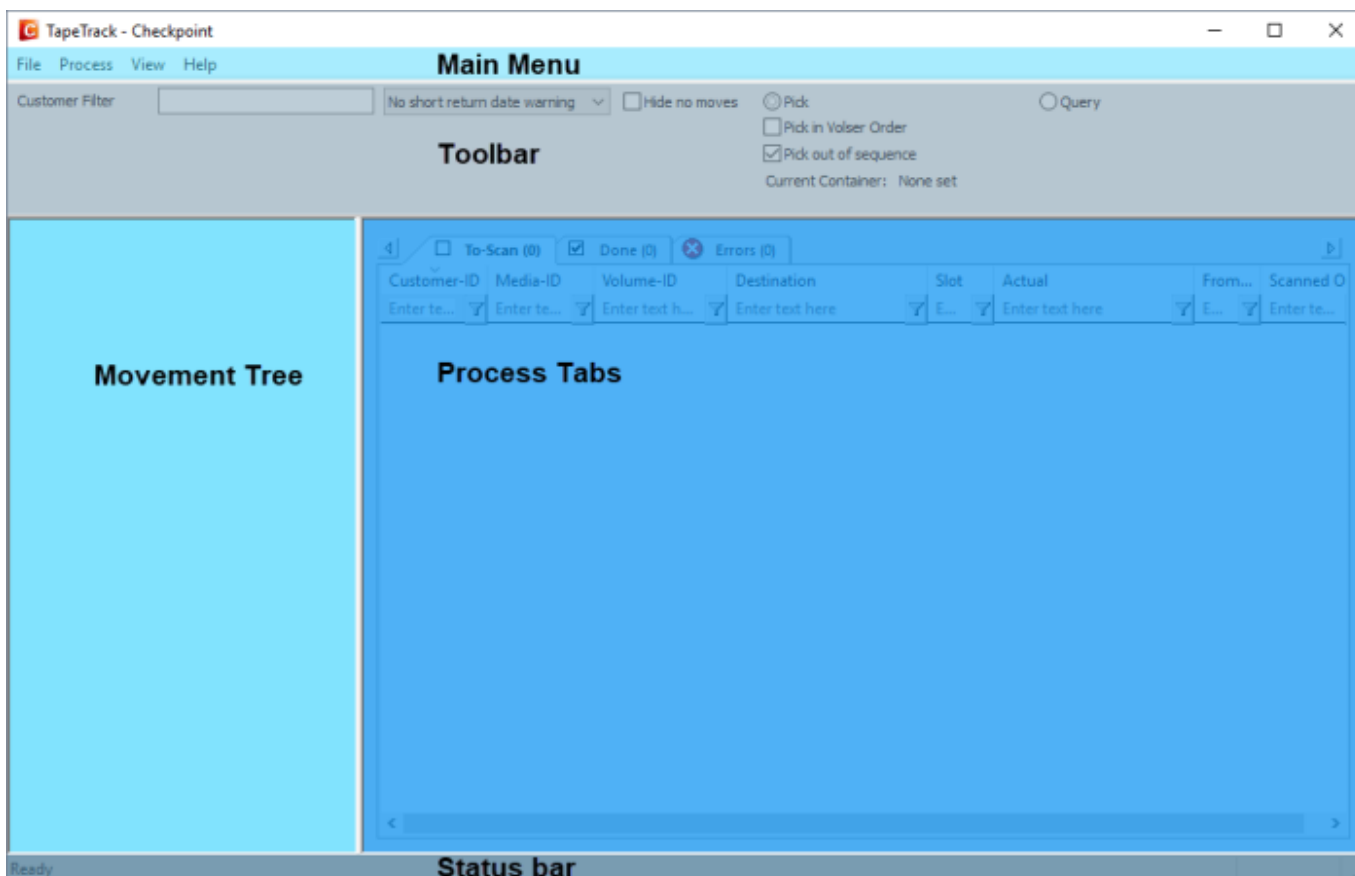 TapeTrack - Checkpoint
File Process View Help Main Menu
Customer Filter No short return date warning Hide no moves Pick Query
Pick in Volser Order
Toolbar Pick out of sequence
Current Container: None set
To-Scan (0) Done (0) Errors (0)
Customer-ID Media-ID Volume-ID Destination Slot Actual From... Scanned O
Enter te... Enter te... Enter text h... Enter text here E... Enter text here E... Enter te...
Movement Tree Process Tabs
Ready Status bar